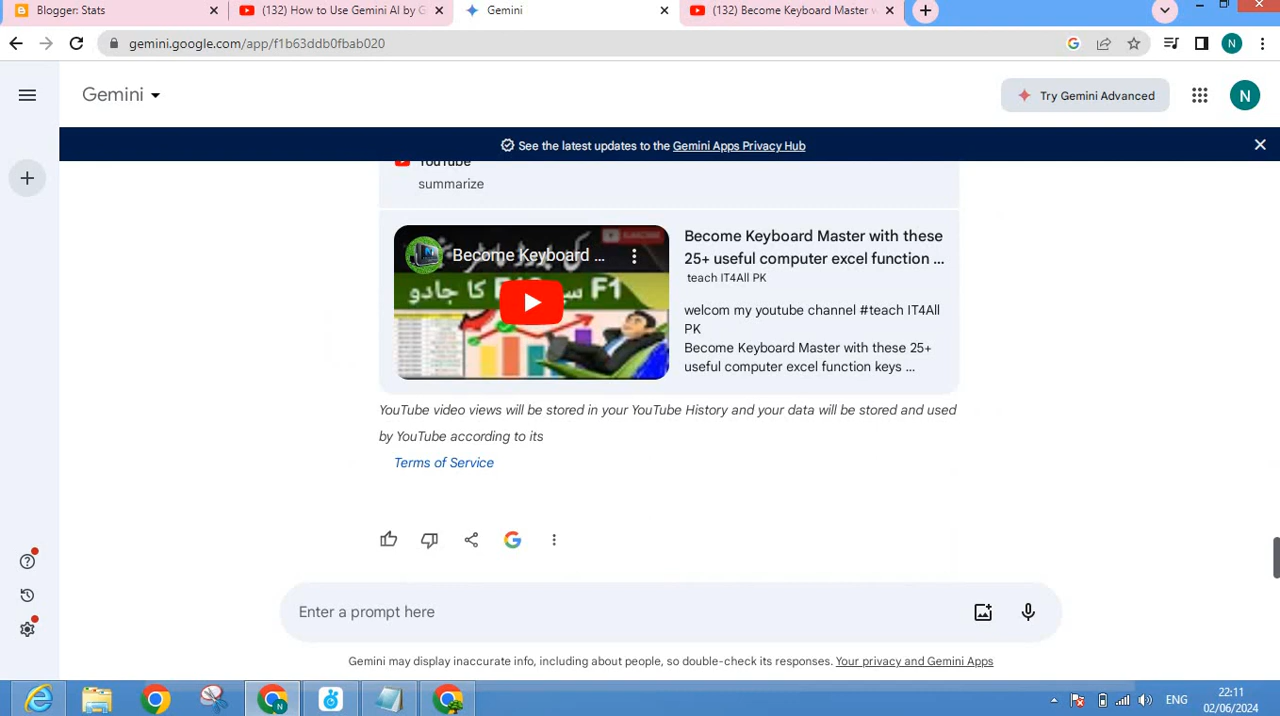 Blogger: Stats
(132) How to Use Gemini AI by G
Gemini
(132) Become Keyboard Master w
gemini.google.com/app/f1b63ddb0fbab020
N
Gemini
Try Gemini Advanced
N
See the latest updates to the Gemini Apps Privacy Hub
YouTube
summarize
Become Keyboard ...
F1 سے F12 کا جادو
Become Keyboard Master with these
25+ useful computer excel function ...
teach IT4All PK
welcom my youtube channel #teach IT4All
PK
Become Keyboard Master with these 25+
useful computer excel function keys ...
YouTube video views will be stored in your YouTube History and your data will be stored and used
by YouTube according to its
Terms of Service
Enter a prompt here
Gemini may display inaccurate info, including about people, so double-check its responses. Your privacy and Gemini Apps
ENG
22:11
02/06/2024